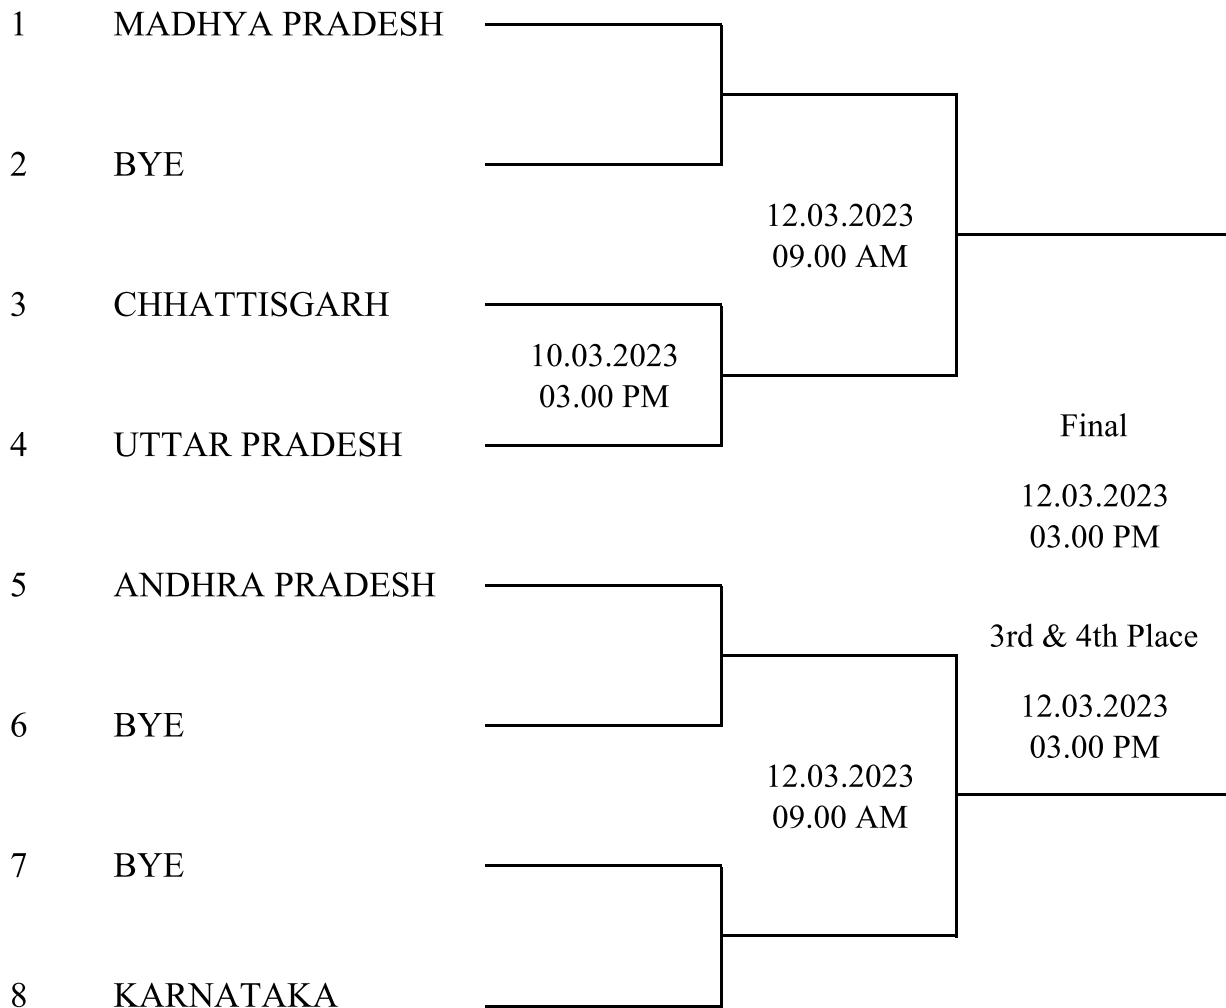 1 MADHYA PRADESH
2 BYE
12.03.2023
09.00 AM
3 CHHATTISGARH
10.03.2023
03.00 PM
4 UTTAR PRADESH
Final
12.03.2023
03.00 PM
5 ANDHRA PRADESH
3rd & 4th Place
12.03.2023
03.00 PM
6 BYE
12.03.2023
09.00 AM
7 BYE
8 KARNATAKA